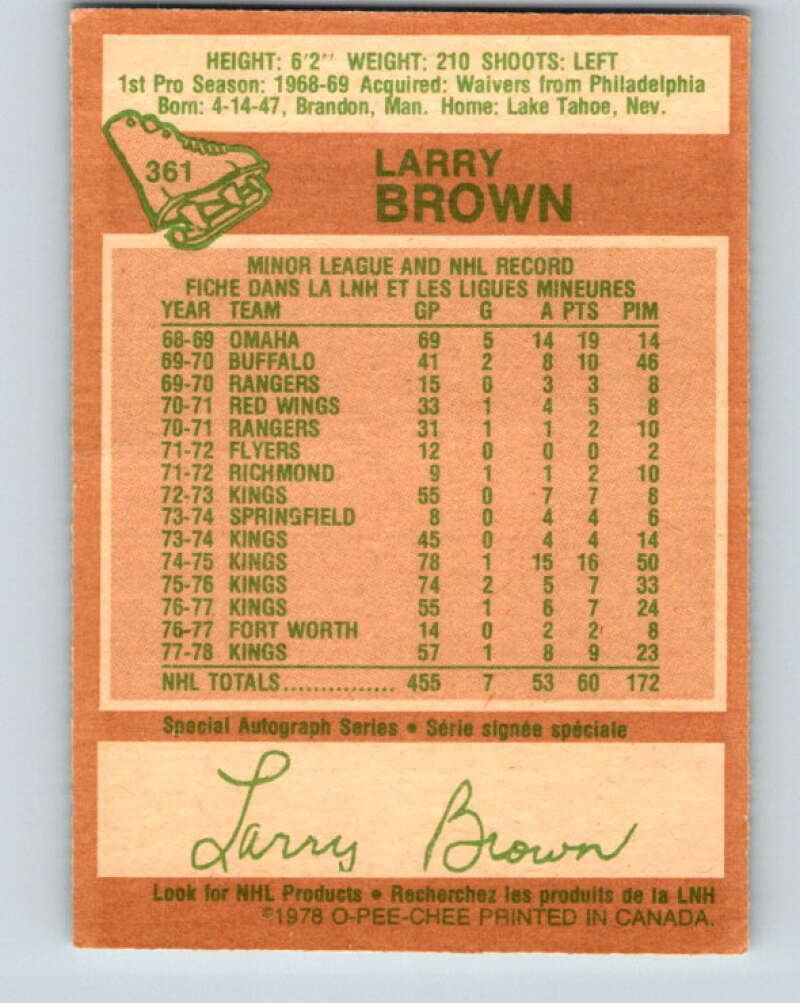 HEIGHT: 6'2" WEIGHT: 210 SHOOTS: LEFT
1st Pro Season: 1968-69 Acquired: Waivers from Philadelphia
Born: 4-14-47, Brandon, Man. Home: Lake Tahoe, Nev.
361
LARRY
BROWN
MINOR LEAGUE AND NHL RECORD
FICHE DANS LA LNH ET LES LIGUES MINEURES
YEAR TEAM GP G A PTS PIM
68-69 OMAHA 69 5 14 19 14
69-70 BUFFALO 41 2 8 10 46
69-70 RANGERS 15 0 3 3 8
70-71 RED WINGS 33 1 4 5 8
70-71 RANGERS 31 1 1 2 10
71-72 FLYERS 12 0 0 0 2
71-72 RICHMOND 9 1 1 2 10
72-73 KINGS 55 0 7 7 8
73-74 SPRINGFIELD 8 0 4 4 6
73-74 KINGS 45 0 4 4 14
74-75 KINGS 78 1 15 16 50
75-76 KINGS 74 2 5 7 33
76-77 KINGS 55 1 6 7 24
76-77 FORT WORTH 14 0 2 2 8
77-78 KINGS 57 1 8 9 23
NHL TOTALS............... 455 7 53 60 172
Special Autograph Series • Série signée spéciale
Larry Brown
Look for NHL Products • Recherchez les produits de la LNH
©1978 O-PEE-CHEE PRINTED IN CANADA.